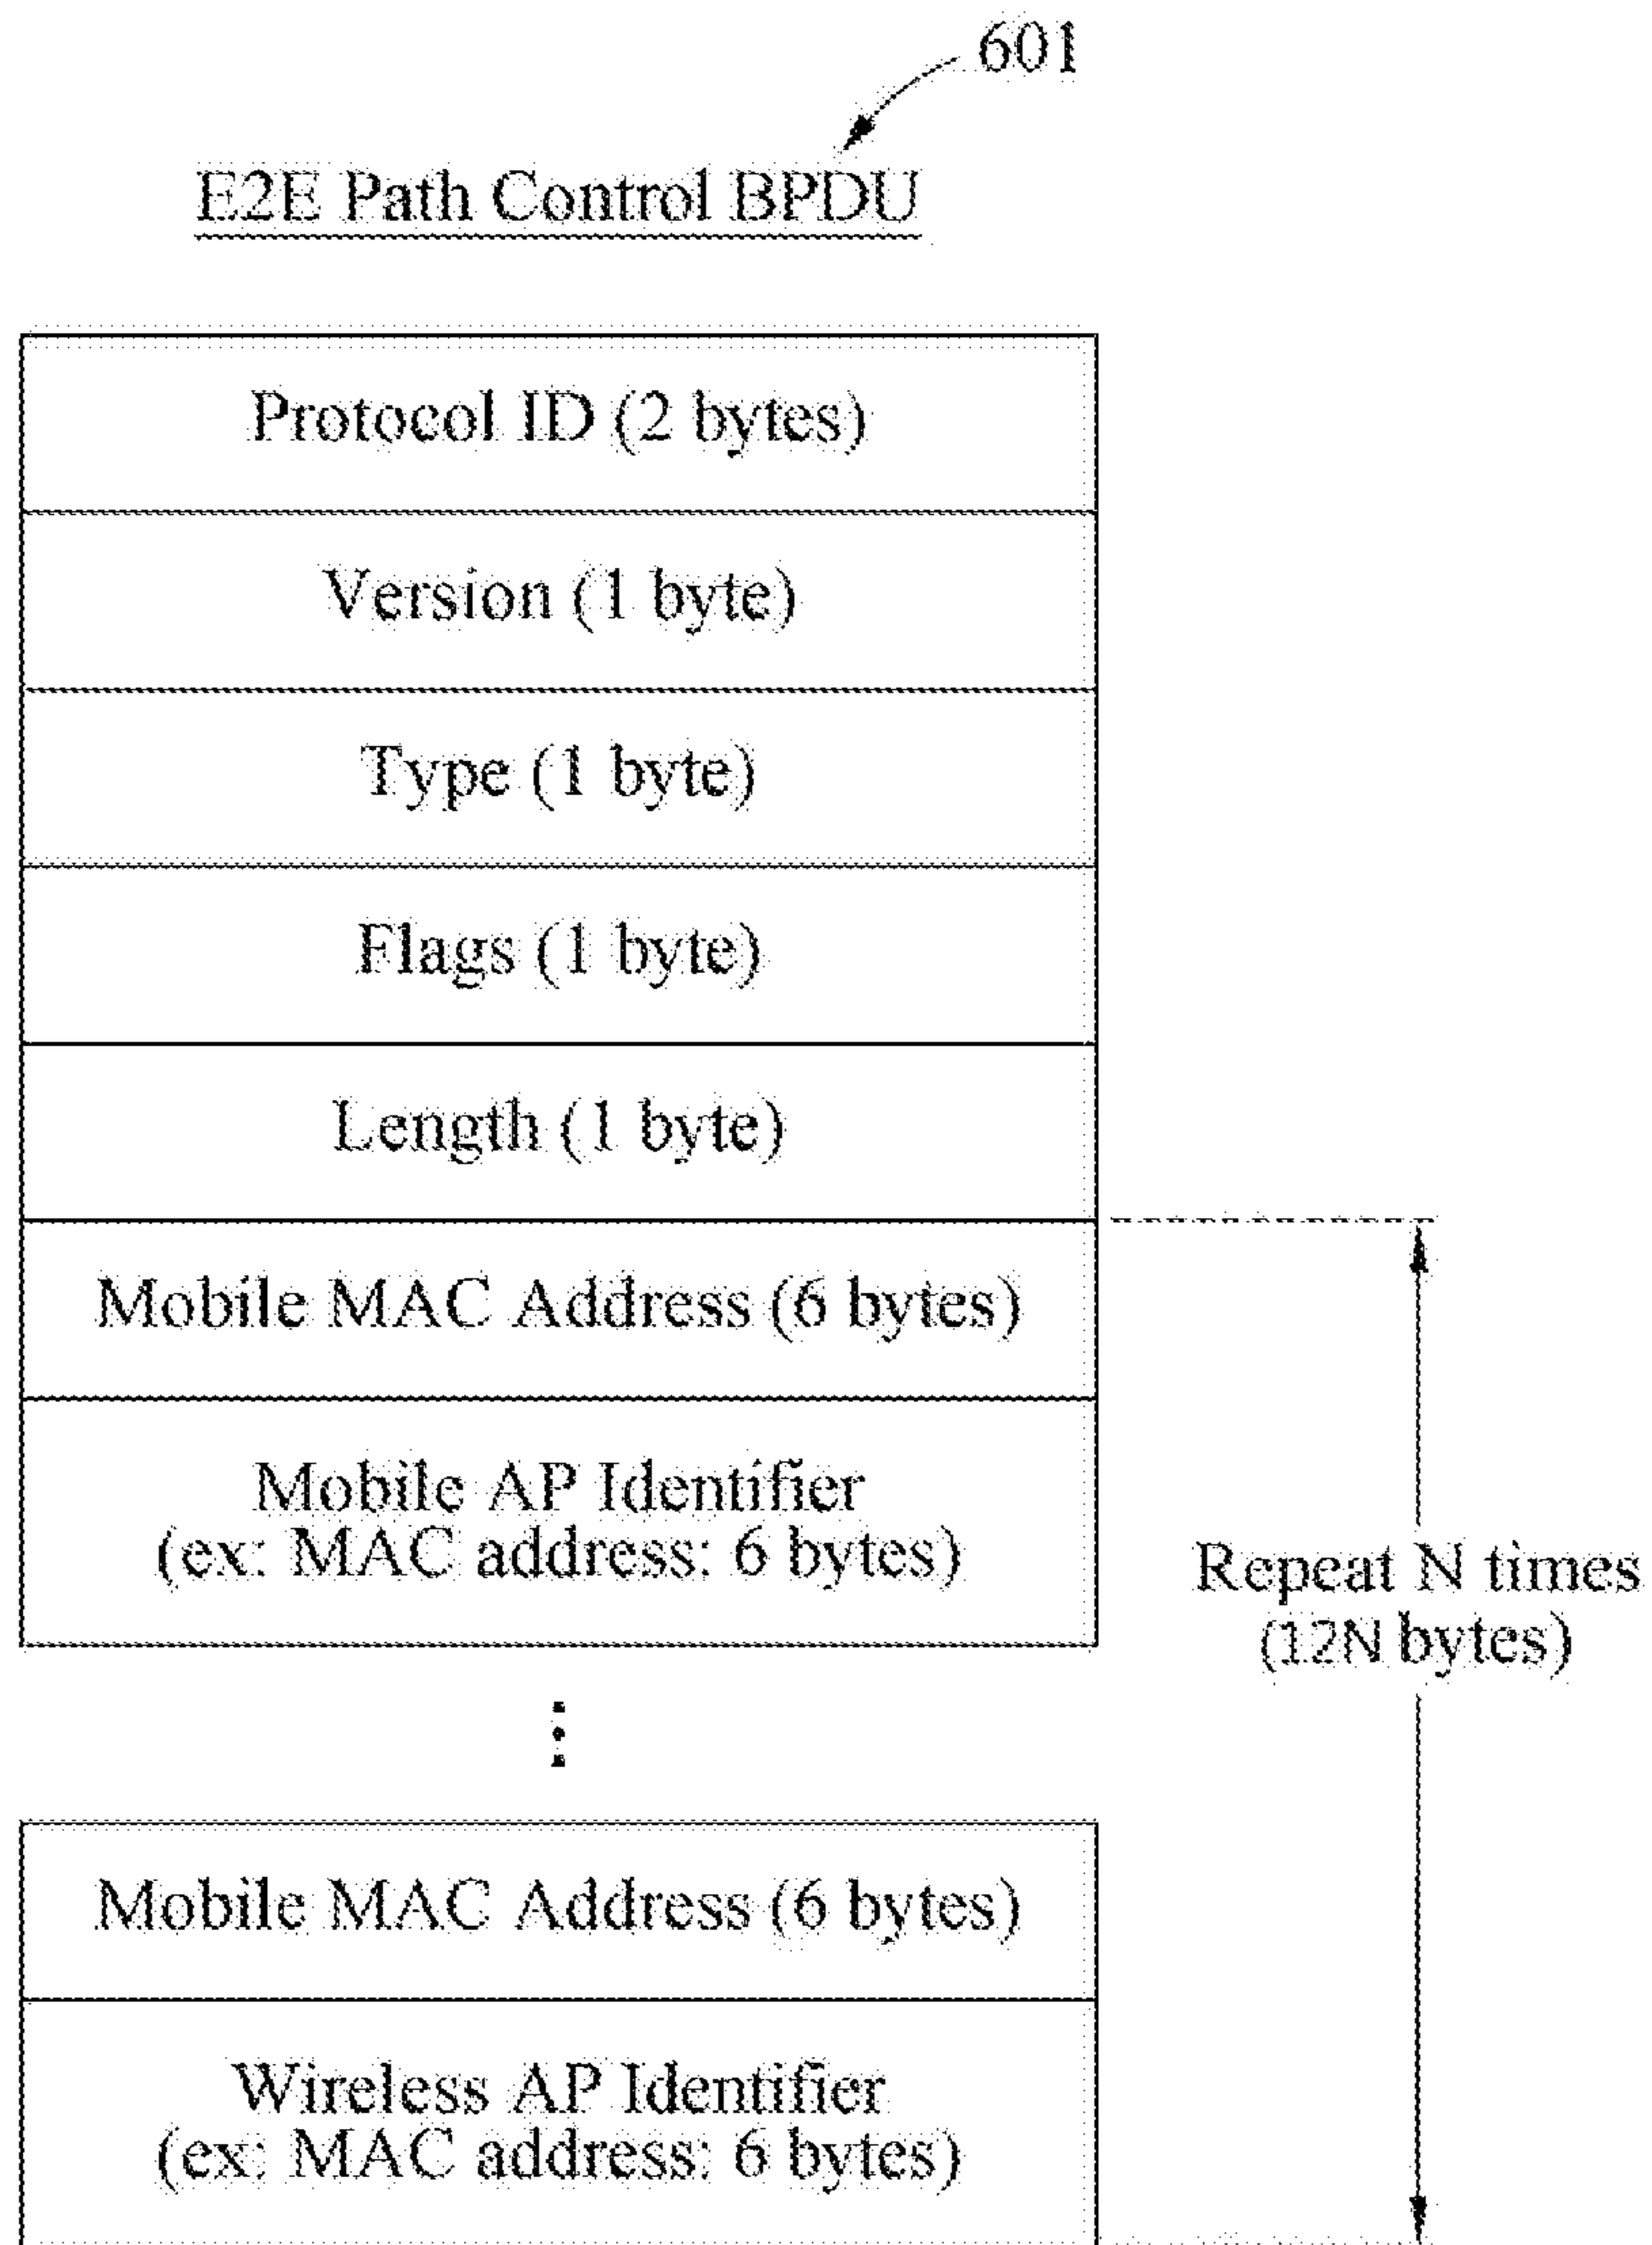 601
E2E Path Control BPDU
Protocol ID (2 bytes)
Version (1 byte)
Type (1 byte)
Flags (1 byte)
Length (1 byte)
Mobile MAC Address (6 bytes)
Mobile AP Identifier
(ex: MAC address: 6 bytes)
Repeat N times
(12N bytes)
Mobile MAC Address (6 bytes)
Wireless AP Identifier
(ex: MAC address: 6 bytes)